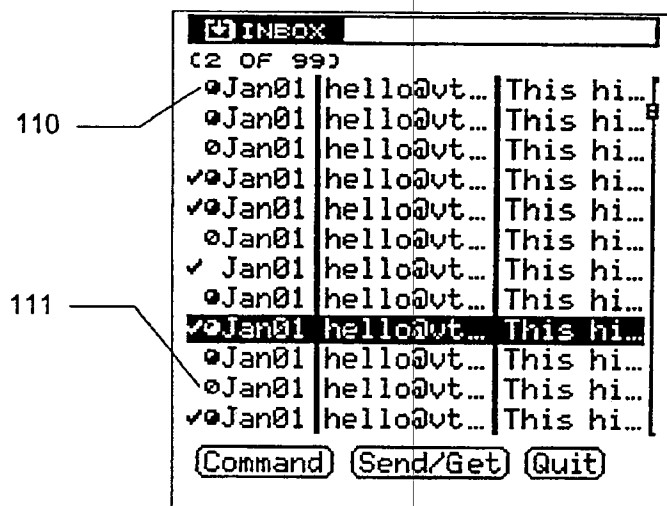 INBOX
(2 OF 99)
Jan01 hello@vt… This hi…
110
Jan01 hello@vt… This hi…
Jan01 hello@vt… This hi…
✓Jan01 hello@vt… This hi…
✓Jan01 hello@vt… This hi…
Jan01 hello@vt… This hi…
✓ Jan01 hello@vt… This hi…
111
Jan01 hello@vt… This hi…
✓Jan01 hello@vt… This hi…
Jan01 hello@vt… This hi…
Jan01 hello@vt… This hi…
✓Jan01 hello@vt… This hi…
Command Send/Get Quit